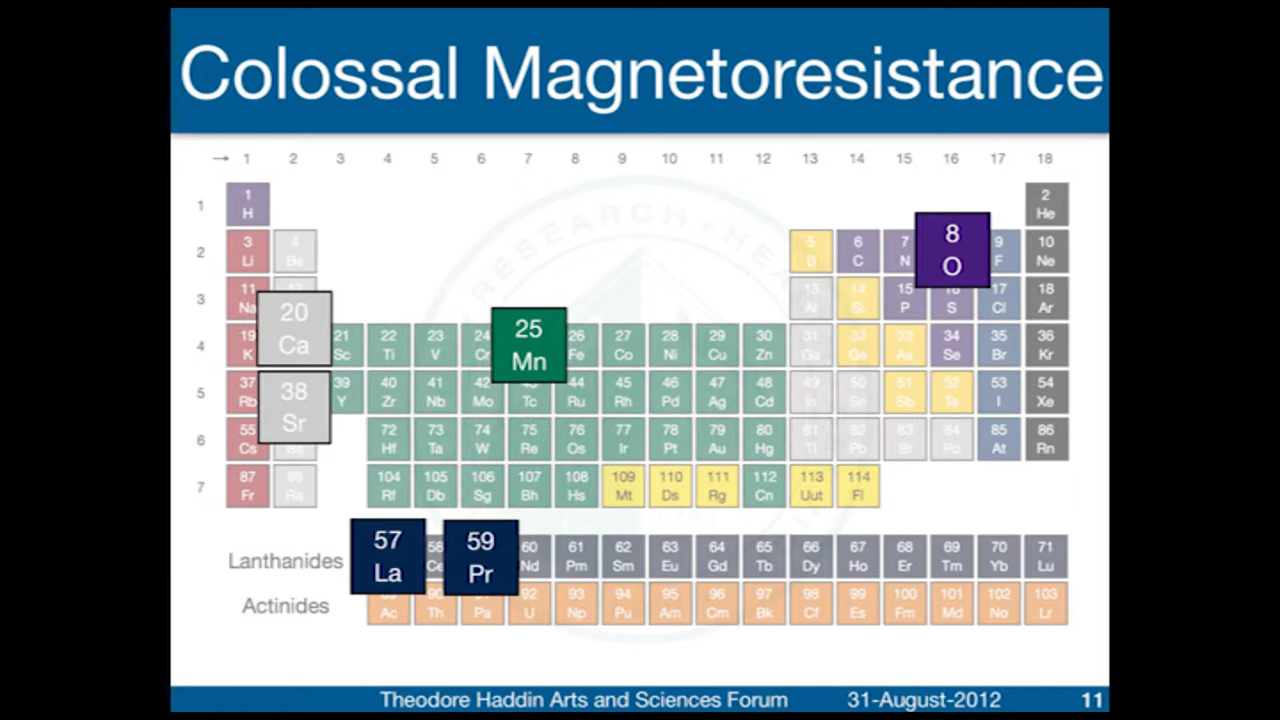 Colossal Magnetoresistance
→ 1 2 3 4 5 6 7 8 9 10 11 12 13 14 15 16 17 18
1 1 H 2 He
2 3 Li 4 Be 5 B 6 C 7 N 8 O 9 F 10 Ne
3 11 Na 13 Al 14 Si 15 P 16 S 17 Cl 18 Ar
4 19 K 20 Ca 21 Sc 22 Ti 23 V 24 Cr 25 Mn 26 Fe 27 Co 28 Ni 29 Cu 30 Zn 31 Ga 32 Ge 33 As 34 Se 35 Br 36 Kr
5 37 Rb 38 Sr 39 Y 40 Zr 41 Nb 42 Mo 43 Tc 44 Ru 45 Rh 46 Pd 47 Ag 48 Cd 49 In 50 Sn 51 Sb 52 Te 53 I 54 Xe
6 55 Cs Ba 72 Hf 73 Ta 74 W 75 Re 76 Os 77 Ir 78 Pt 79 Au 80 Hg 81 Tl 82 Pb 83 Bi 84 Po 85 At 86 Rn
7 87 Fr 88 Ra 104 Rf 105 Db 106 Sg 107 Bh 108 Hs 109 Mt 110 Ds 111 Rg 112 Cn 113 Uut 114 Fl
Lanthanides 57 La 58 Ce 59 Pr 60 Nd 61 Pm 62 Sm 63 Eu 64 Gd 65 Tb 66 Dy 67 Ho 68 Er 69 Tm 70 Yb 71 Lu
Actinides 89 Ac 90 Th 91 Pa 92 U 93 Np 94 Pu 95 Am 96 Cm 97 Bk 98 Cf 99 Es 100 Fm 101 Md 102 No 103 Lr
RESEARCH • HEA
Theodore Haddin Arts and Sciences Forum 31-August-2012 11